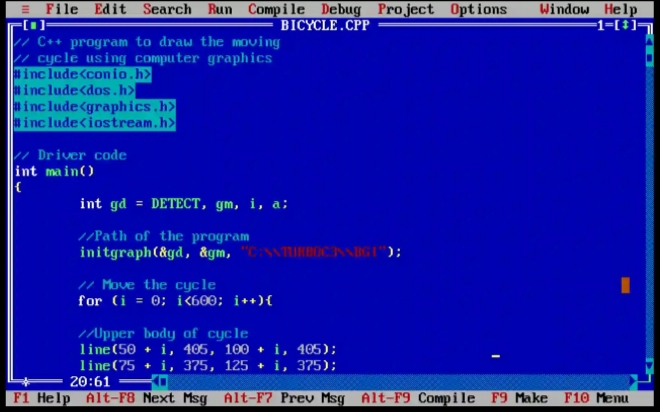 ≡ File Edit Search Run Compile Debug Project Options Window Help
[■] BICYCLE.CPP 1=[↕]
// C++ program to draw the moving
// cycle using computer graphics
#include<conio.h>
#include<dos.h>
#include<graphics.h>
#include<iostream.h>
// Driver code
int main()
{
int gd = DETECT, gm, i, a;
//Path of the program
initgraph(&gd, &gm, "C:\\TURBOC3\\BGI");
// Move the cycle
for (i = 0; i<600; i++){
//Upper body of cycle
line(50 + i, 405, 100 + i, 405);
line(75 + i, 375, 125 + i, 375);
20:61
F1 Help Alt-F8 Next Msg Alt-F7 Prev Msg Alt-F9 Compile F9 Make F10 Menu